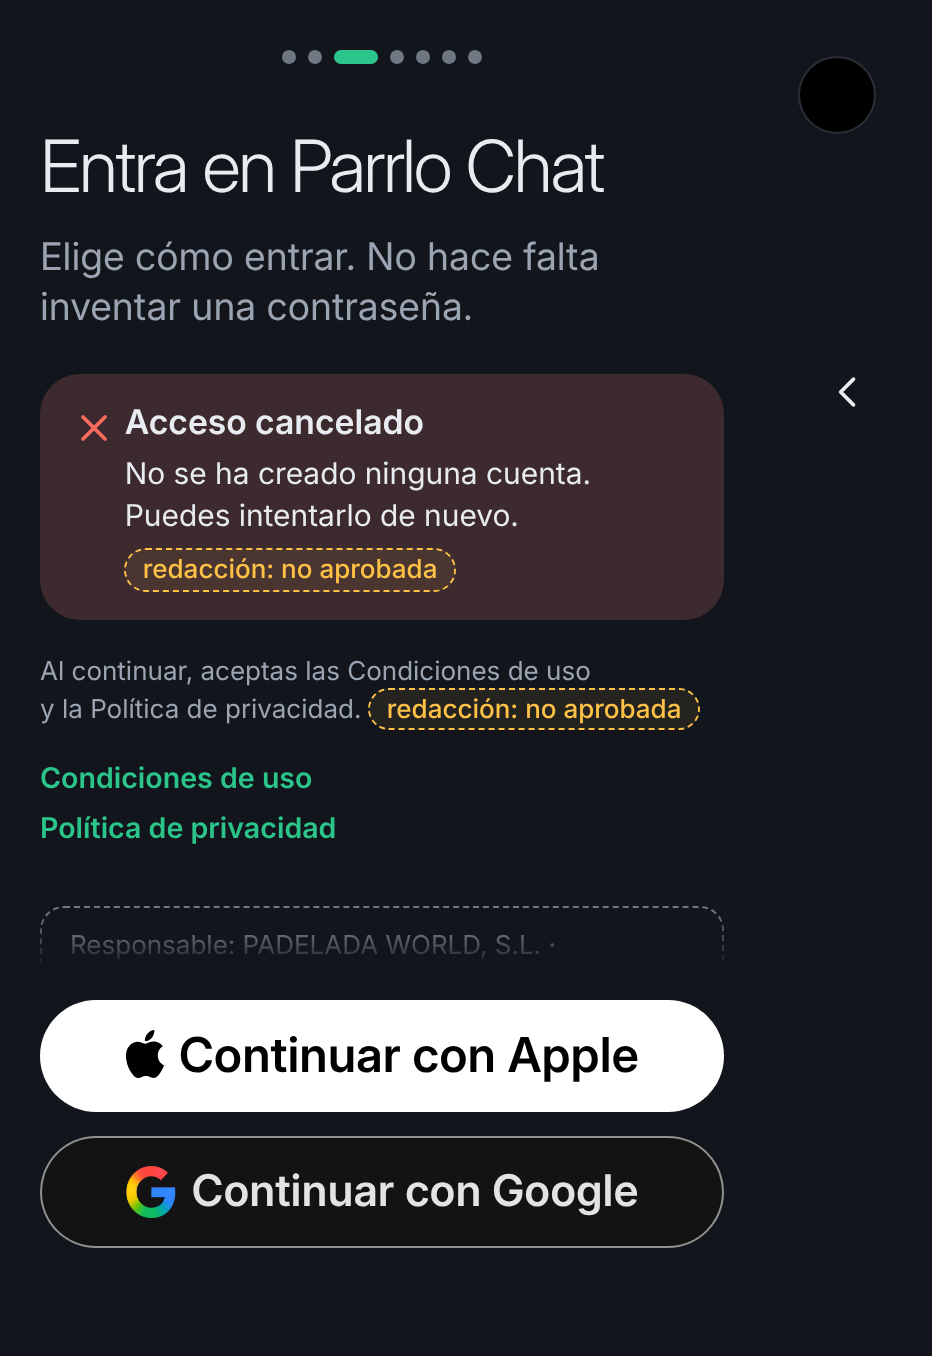 Entra en Parrlo Chat
Elige cómo entrar. No hace falta
inventar una contraseña.
Acceso cancelado
No se ha creado ninguna cuenta.
Puedes intentarlo de nuevo.
redacción: no aprobada
Al continuar, aceptas las Condiciones de uso
y la Política de privacidad. redacción: no aprobada
Condiciones de uso
Política de privacidad
Responsable: PADELADA WORLD, S.L. ·
Continuar con Apple
Continuar con Google